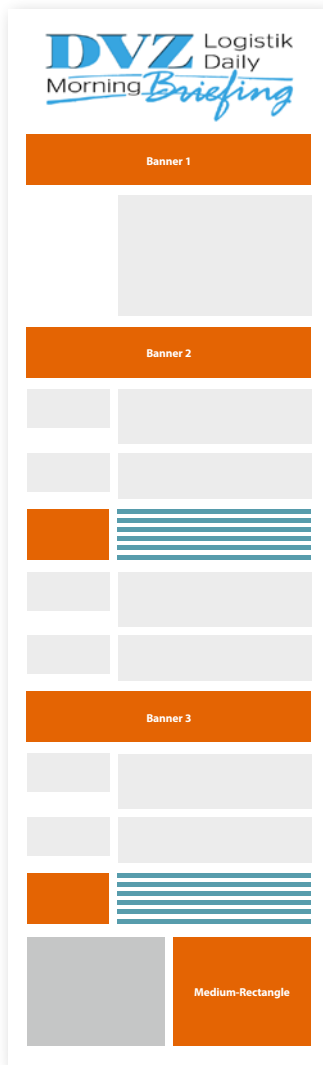 DVZ Logistik
Daily
Morning Briefing
Banner 1
Banner 2
Banner 3
Medium-Rectangle